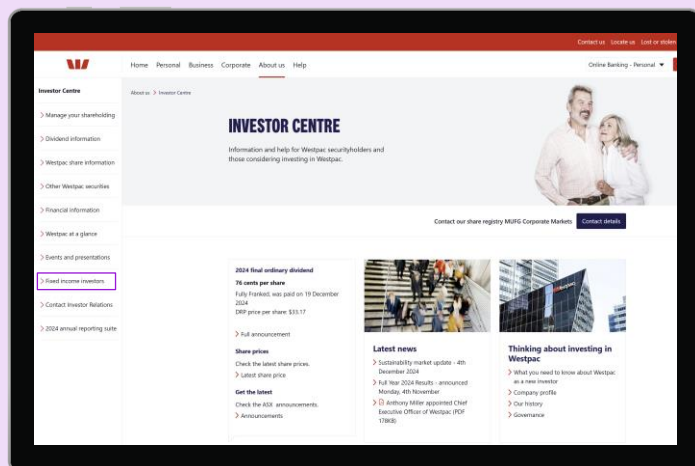 Contact us Locate us Lost or stolen
Home Personal Business Corporate About us Help
Online Banking - Personal
Investor Centre
Manage your shareholding
Dividend information
Westpac share information
Other Westpac securities
Financial information
Westpac at a glance
Events and presentations
Fixed income investors
Contact Investor Relations
2024 annual reporting suite
About us > Investor Centre
INVESTOR CENTRE
Information and help for Westpac securityholders and
those considering investing in Westpac.
Contact our share registry MUFG Corporate Markets
Contact details
2024 final ordinary dividend
76 cents per share
Fully Franked, was paid on 19 December
2024
DRP price per share: $33.17
Full announcement
Share prices
Check the latest share prices.
Latest share price
Get the latest
Check the ASX announcements.
Announcements
Latest news
Sustainability market update - 4th
December 2024
Full Year 2024 Results - announced
Monday, 4th November
Anthony Miller appointed Chief
Executive Officer of Westpac (PDF
178KB)
Thinking about investing in
Westpac
What you need to know about Westpac
as a new investor
Company profile
Our history
Governance